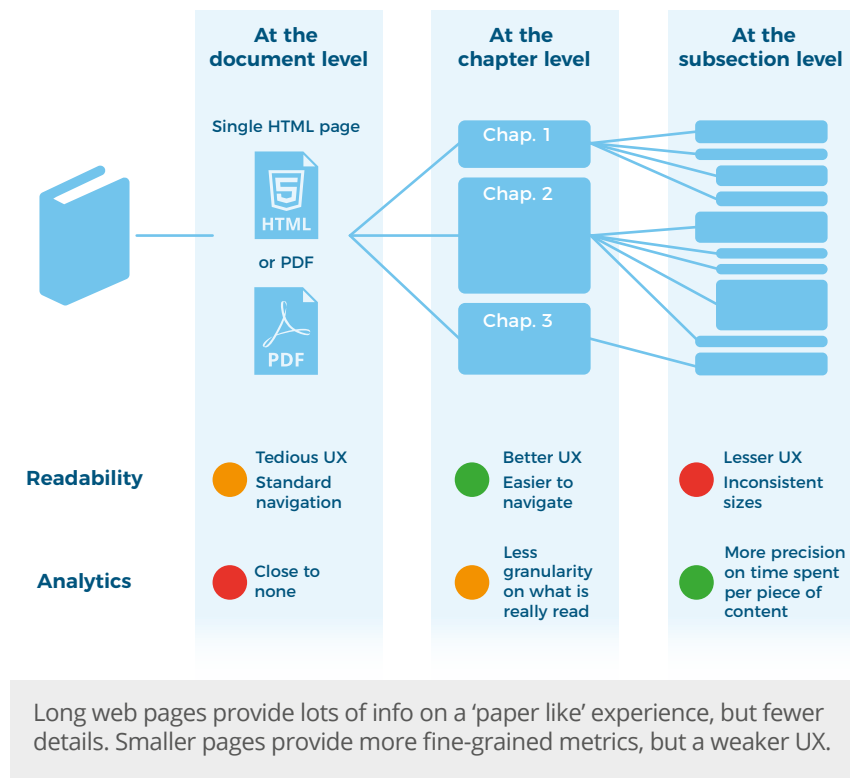 At the
document level
At the
chapter level
At the
subsection level
Single HTML page
HTML
or PDF
PDF
Chap. 1
Chap. 2
Chap. 3
Readability
Tedious UX
Standard
navigation
Better UX
Easier to
navigate
Lesser UX
Inconsistent
sizes
Analytics
Close to
none
Less
granularity
on what is
really read
More precision
on time spent
per piece of
content
Long web pages provide lots of info on a ‘paper like’ experience, but fewer
details. Smaller pages provide more fine-grained metrics, but a weaker UX.